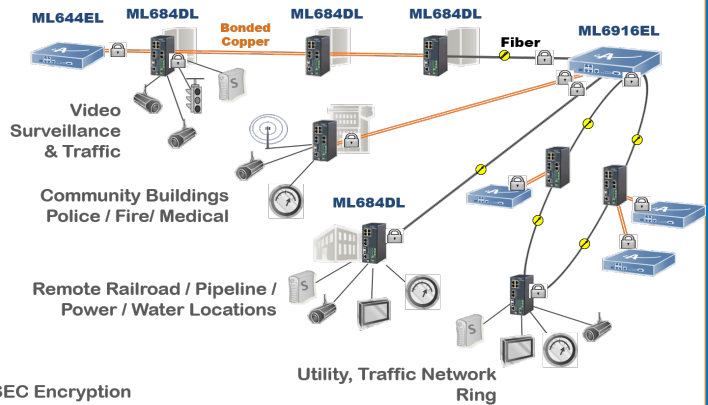 ML644EL
ML684DL
ML684DL
ML684DL
ML6916EL
Bonded
Copper
Fiber
Video
Surveillance
& Traffic
S
Community Buildings
Police / Fire/ Medical
ML684DL
Remote Railroad / Pipeline /
Power / Water Locations
S
S
Utility, Traffic Network
Ring
SEC Encryption